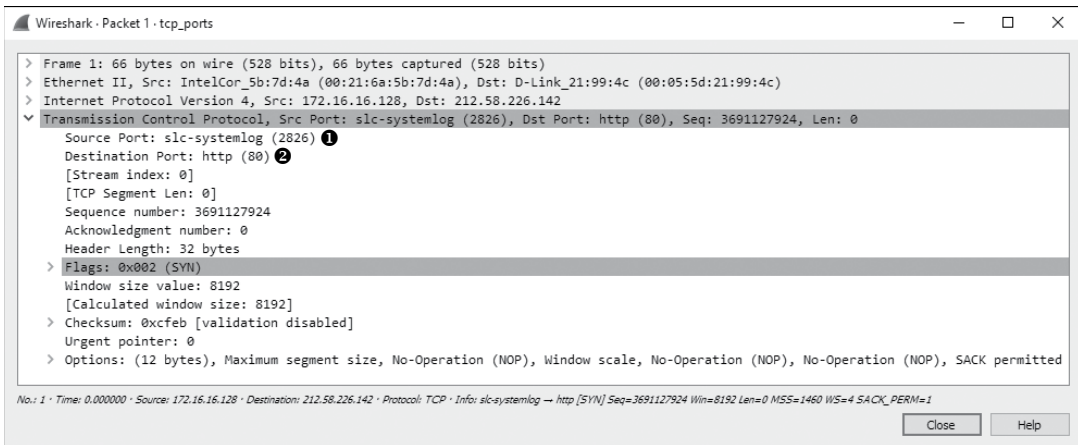 Wireshark · Packet 1 · tcp_ports
> Frame 1: 66 bytes on wire (528 bits), 66 bytes captured (528 bits)
> Ethernet II, Src: IntelCor_5b:7d:4a (00:21:6a:5b:7d:4a), Dst: D-Link_21:99:4c (00:05:5d:21:99:4c)
> Internet Protocol Version 4, Src: 172.16.16.128, Dst: 212.58.226.142
Transmission Control Protocol, Src Port: slc-systemlog (2826), Dst Port: http (80), Seq: 3691127924, Len: 0
Source Port: slc-systemlog (2826) ❶
Destination Port: http (80) ❷
[Stream index: 0]
[TCP Segment Len: 0]
Sequence number: 3691127924
Acknowledgment number: 0
Header Length: 32 bytes
> Flags: 0x002 (SYN)
Window size value: 8192
[Calculated window size: 8192]
> Checksum: 0xcfeb [validation disabled]
Urgent pointer: 0
> Options: (12 bytes), Maximum segment size, No-Operation (NOP), Window scale, No-Operation (NOP), No-Operation (NOP), SACK permitted
No.: 1 · Time: 0.000000 · Source: 172.16.16.128 · Destination: 212.58.226.142 · Protocol: TCP · Info: slc-systemlog → http [SYN] Seq=3691127924 Win=8192 Len=0 MSS=1460 WS=4 SACK_PERM=1
Close Help